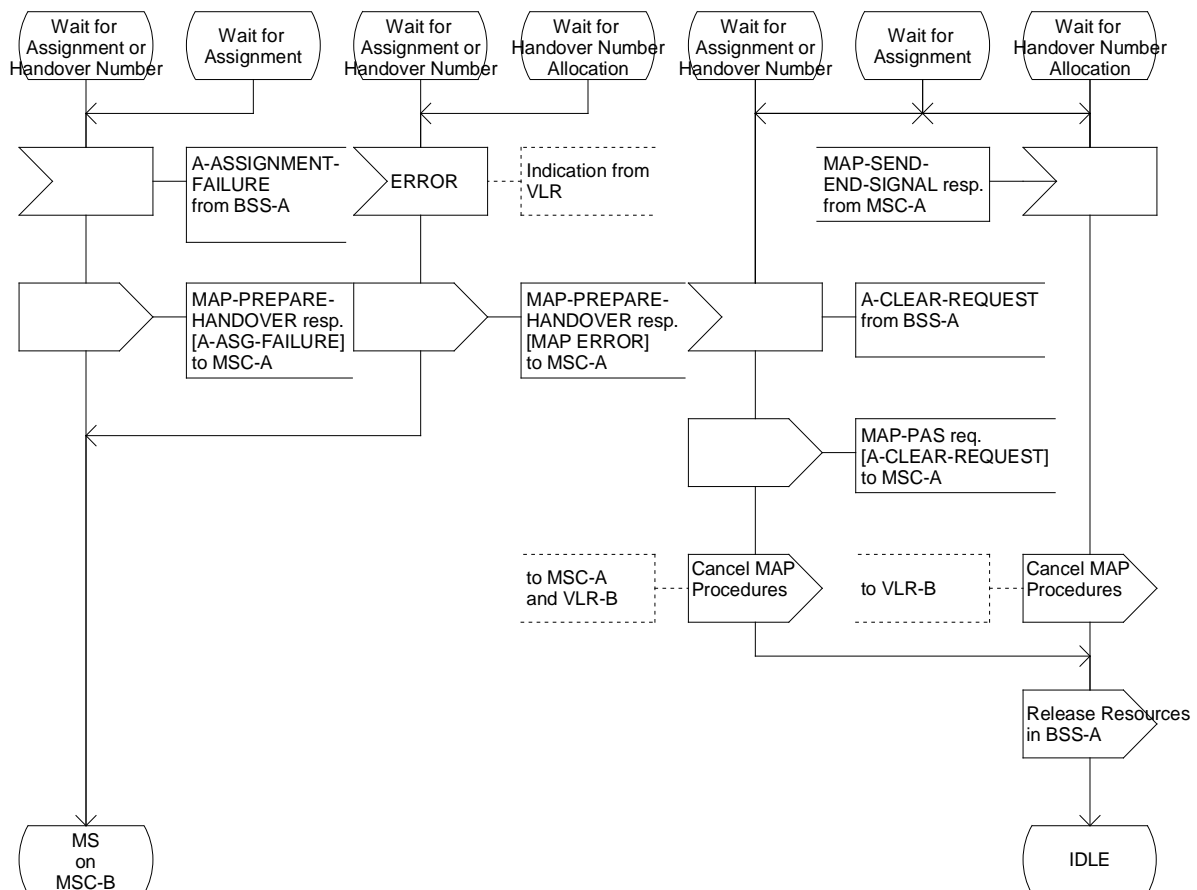 Wait for
Assignment or
Handover Number
Wait for
Assignment
Wait for
Assignment or
Handover Number
Wait for
Handover Number
Allocation
Wait for
Assignment or
Handover Number
Wait for
Assignment
Wait for
Handover Number
Allocation
A-ASSIGNMENT-
FAILURE
from BSS-A
ERROR
Indication from
VLR
MAP-SEND-
END-SIGNAL resp.
from MSC-A
MAP-PREPARE-
HANDOVER resp.
[A-ASG-FAILURE]
to MSC-A
MAP-PREPARE-
HANDOVER resp.
[MAP ERROR]
to MSC-A
A-CLEAR-REQUEST
from BSS-A
MAP-PAS req.
[A-CLEAR-REQUEST]
to MSC-A
to MSC-A
and VLR-B
Cancel MAP
Procedures
to VLR-B
Cancel MAP
Procedures
Release Resources
in BSS-A
MS
on
MSC-B
IDLE